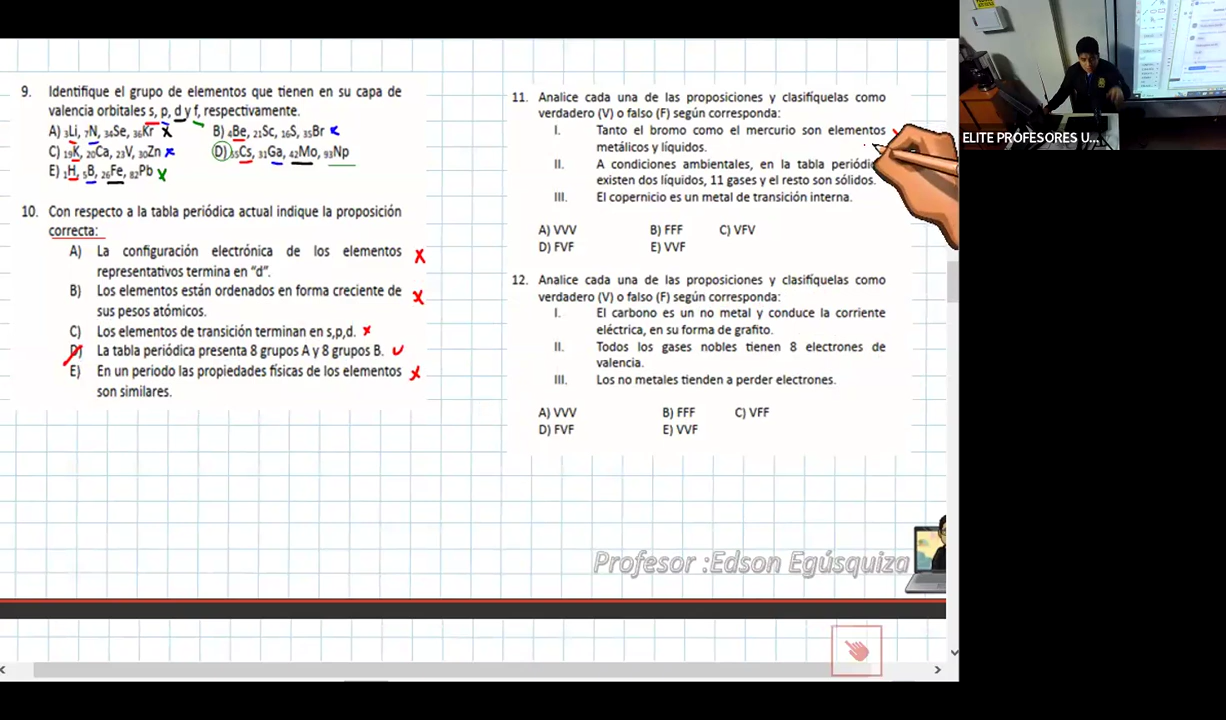 9. Identifique el grupo de elementos que tienen en su capa de
valencia orbitales s, p, d y f, respectivamente.
A) ₃Li, ₇N, ₃₄Se, ₃₆Kr B) ₄Be, ₂₁Sc, ₁₆S, ₃₅Br
C) ₁₉K, ₂₀Ca, ₂₃V, ₃₀Zn D) ₅₅Cs, ₃₁Ga, ₄₂Mo, ₉₃Np
E) ₁H, ₅B, ₂₆Fe, ₈₂Pb
10. Con respecto a la tabla periódica actual indique la proposición
correcta:
A) La configuración electrónica de los elementos
representativos termina en “d”.
B) Los elementos están ordenados en forma creciente de
sus pesos atómicos.
C) Los elementos de transición terminan en s,p,d.
D) La tabla periódica presenta 8 grupos A y 8 grupos B.
E) En un periodo las propiedades físicas de los elementos
son similares.
11. Analice cada una de las proposiciones y clasifíquelas como
verdadero (V) o falso (F) según corresponda:
I. Tanto el bromo como el mercurio son elementos
metálicos y líquidos.
II. A condiciones ambientales, en la tabla periódic
existen dos líquidos, 11 gases y el resto son sólidos.
III. El copernicio es un metal de transición interna.
A) VVV B) FFF C) VFV
D) FVF E) VVF
12. Analice cada una de las proposiciones y clasifíquelas como
verdadero (V) o falso (F) según corresponda:
I. El carbono es un no metal y conduce la corriente
eléctrica, en su forma de grafito.
II. Todos los gases nobles tienen 8 electrones de
valencia.
III. Los no metales tienden a perder electrones.
A) VVV B) FFF C) VFF
D) FVF E) VVF
Profesor :Edson Egúsquiza
ELITE PROFESORES U...